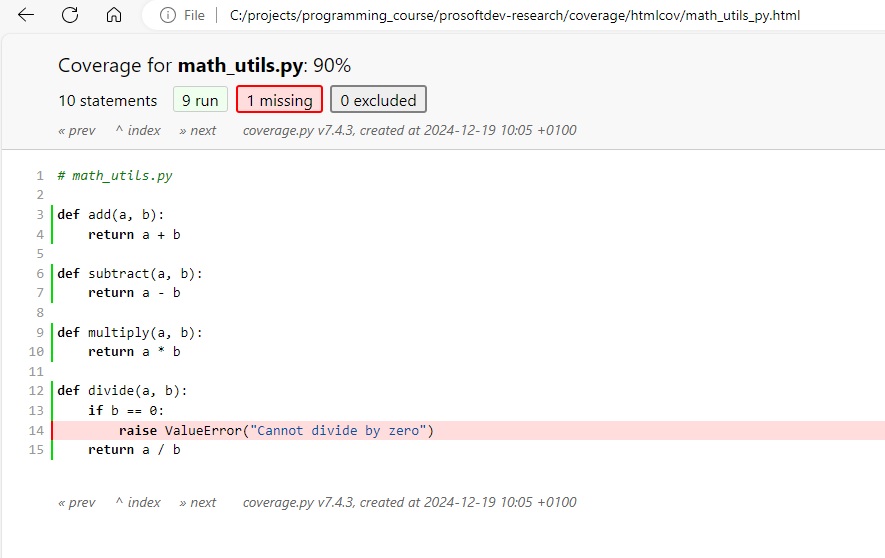 File C:/projects/programming_course/prosoftdev-research/coverage/htmlcov/math_utils_py.html
Coverage for math_utils.py: 90%
10 statements 9 run 1 missing 0 excluded
« prev ^ index » next coverage.py v7.4.3, created at 2024-12-19 10:05 +0100
1 # math_utils.py
2
3 def add(a, b):
4 return a + b
5
6 def subtract(a, b):
7 return a - b
8
9 def multiply(a, b):
10 return a * b
11
12 def divide(a, b):
13 if b == 0:
14 raise ValueError("Cannot divide by zero")
15 return a / b
« prev ^ index » next coverage.py v7.4.3, created at 2024-12-19 10:05 +0100